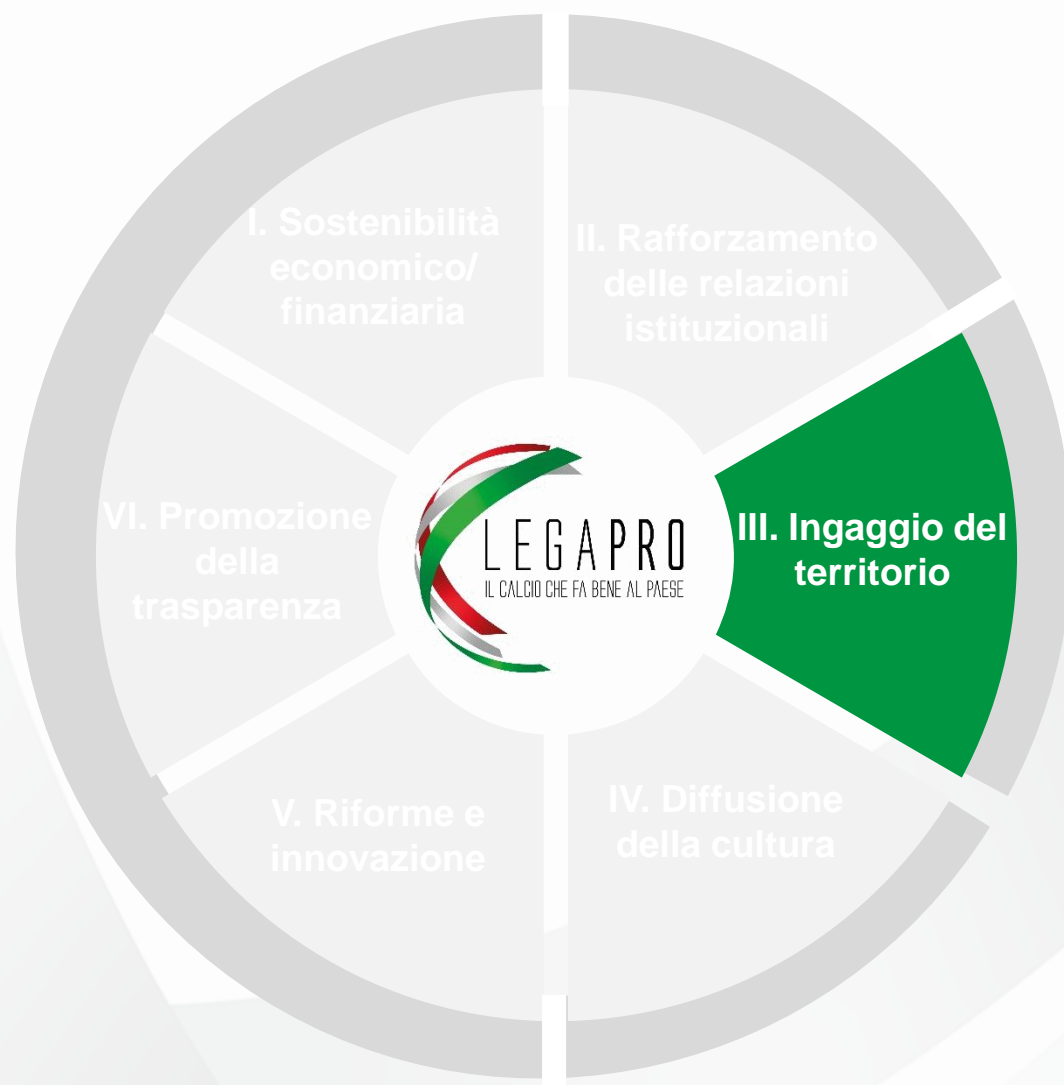 I. Sostenibilità
economico/
finanziaria
II. Rafforzamento
delle relazioni
istituzionali
VI. Promozione
della
trasparenza
LEGAPRO
IL CALCIO CHE FA BENE AL PAESE
III. Ingaggio del
territorio
V. Riforme e
innovazione
IV. Diffusione
della cultura